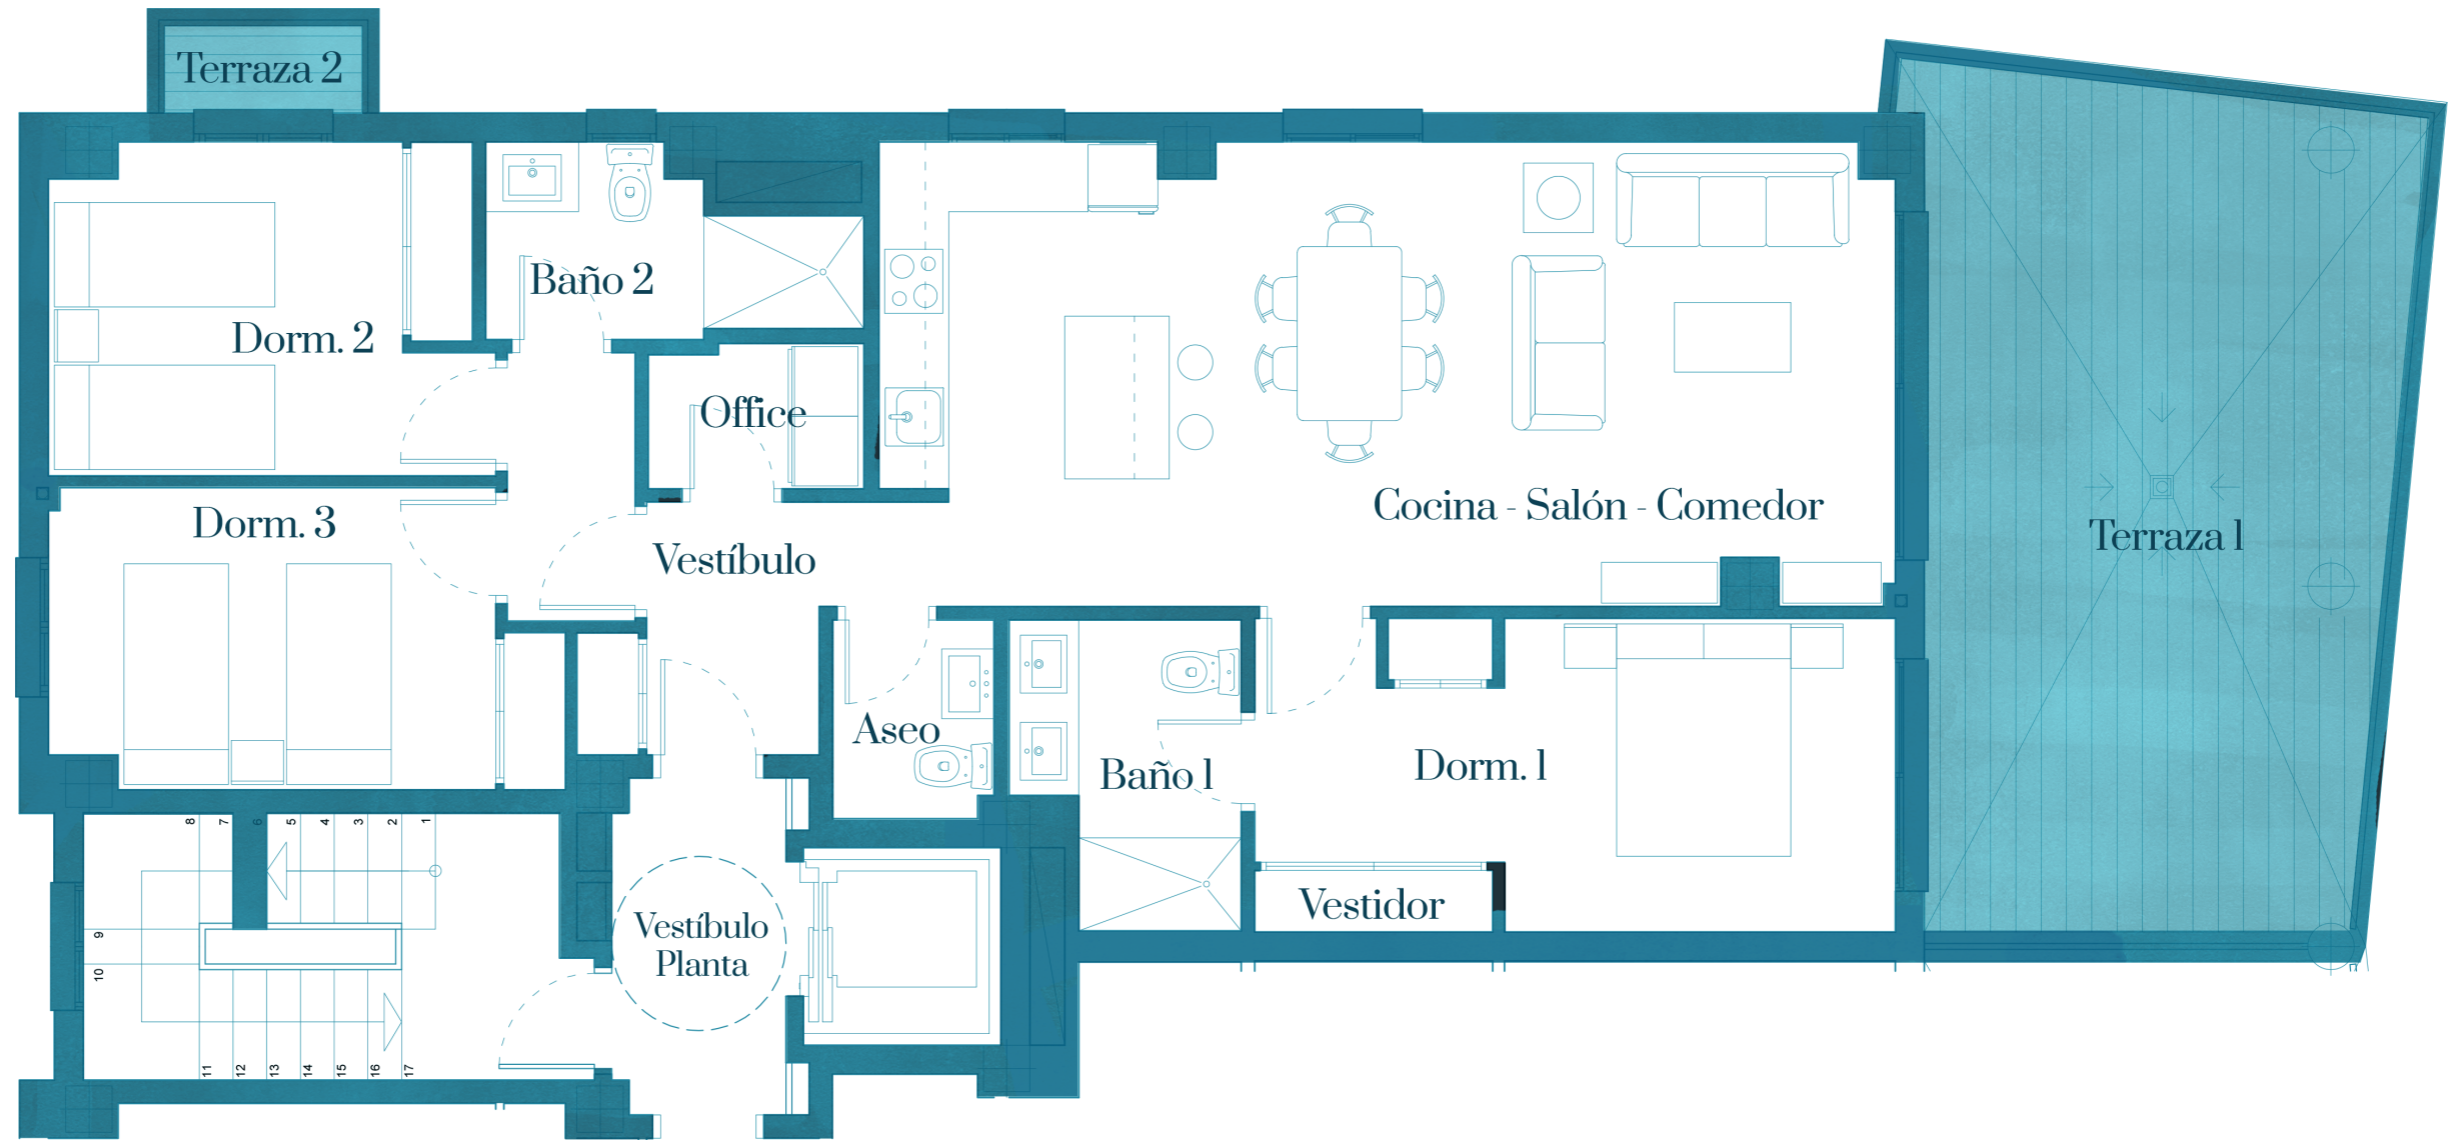 Terraza 2
Baño 2
Dorm. 2
Office
Cocina - Salón - Comedor
Dorm. 3
Terraza 1
Vestíbulo
Aseo
Dorm. 1
Baño 1
8 7 6 5 4 3 2 1
Vestidor
Vestíbulo
Planta
9
10
11 12 13 14 15 16 17